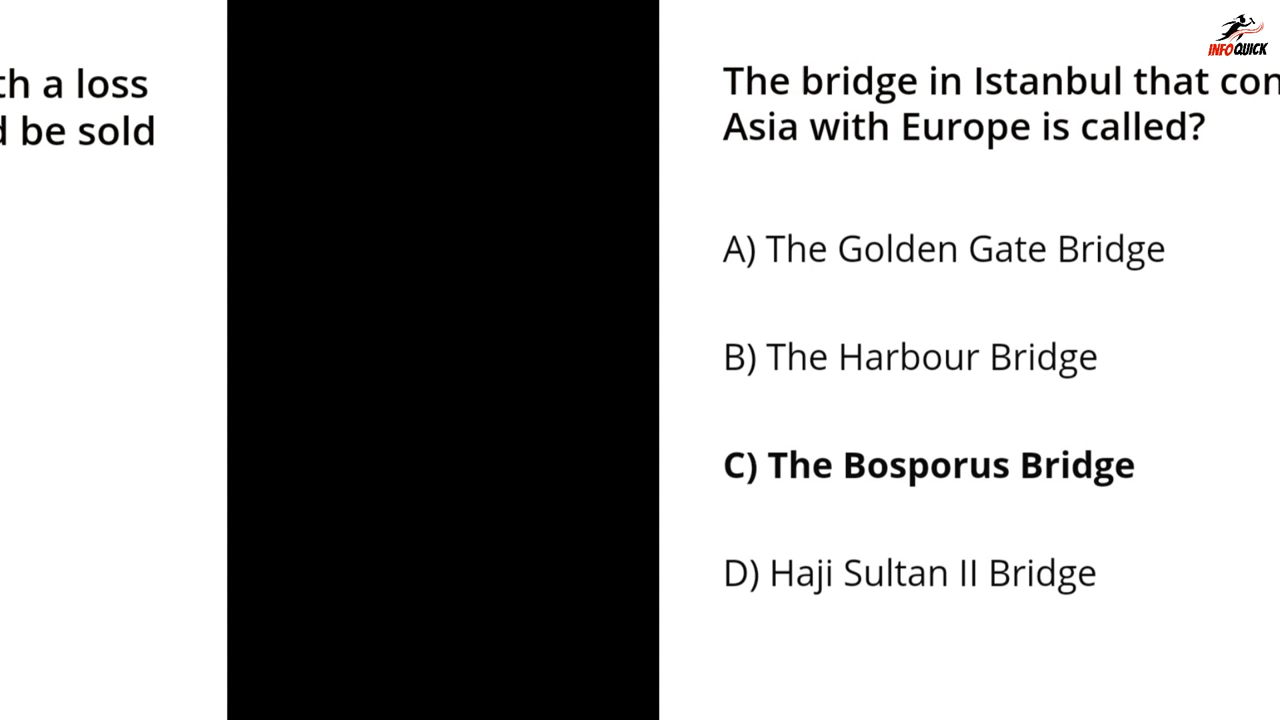 th a loss
d be sold
INFOQUICK
The bridge in Istanbul that con
Asia with Europe is called?
A) The Golden Gate Bridge
B) The Harbour Bridge
C) The Bosporus Bridge
D) Haji Sultan II Bridge